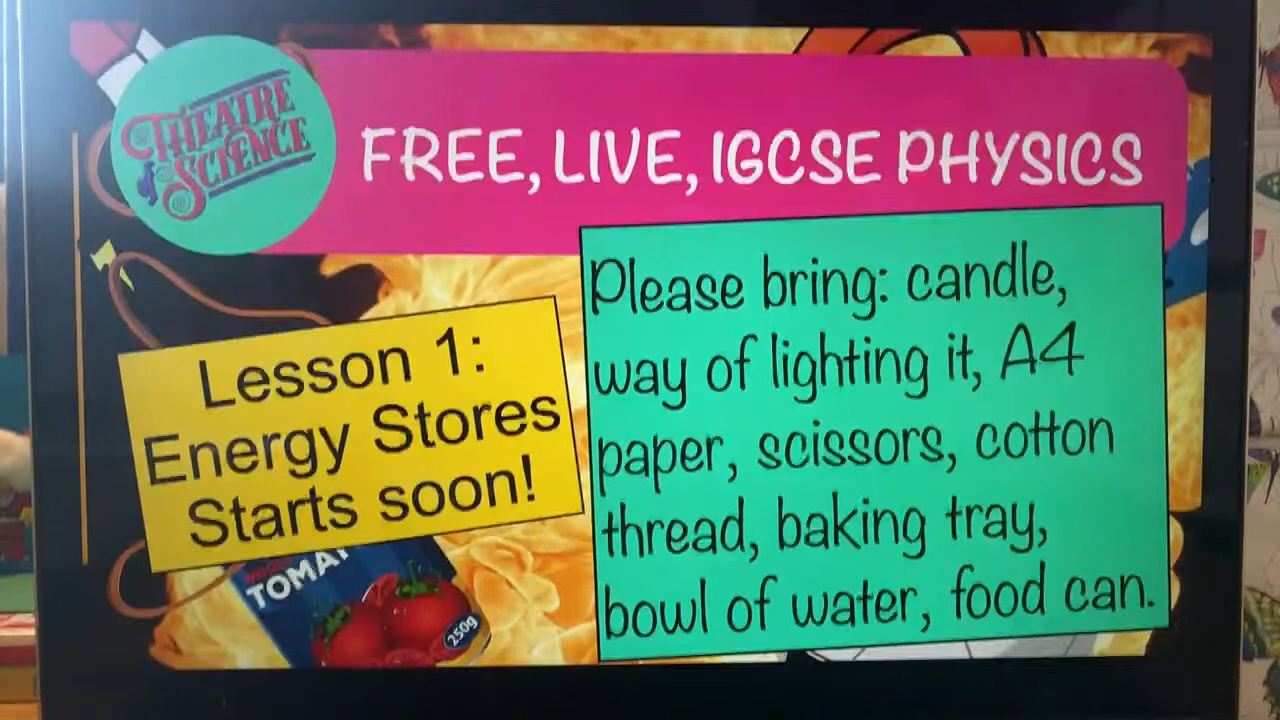 THEATRE
of SCIENCE
FREE, LIVE, IGCSE PHYSICS
Please bring: candle,
way of lighting it, A4
paper, scissors, cotton
thread, baking tray,
bowl of water, food can.
Lesson 1:
Energy Stores
Starts soon!
250g